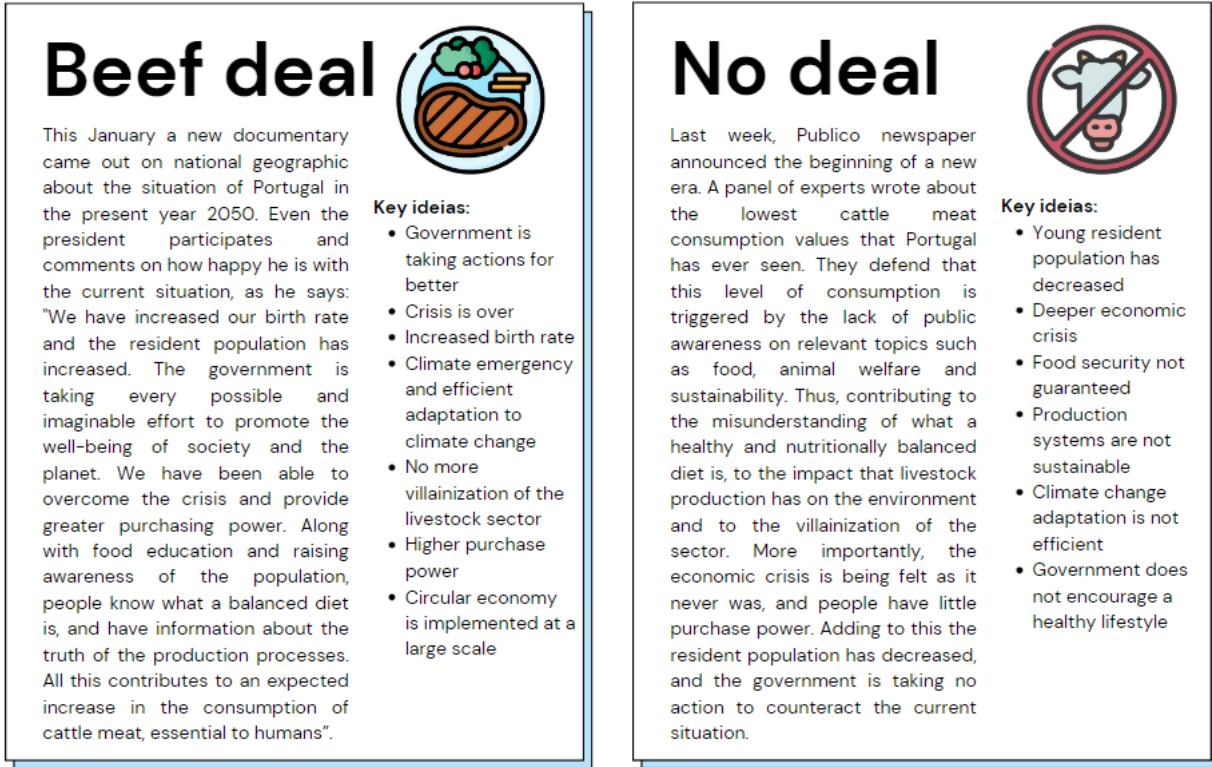 Beef deal
This January a new documentary
came out on national geographic
about the situation of Portugal in
the present year 2050. Even the
president participates and
comments on how happy he is with
the current situation, as he says:
"We have increased our birth rate
and the resident population has
increased. The government is
taking every possible and
imaginable effort to promote the
well-being of society and the
planet. We have been able to
overcome the crisis and provide
greater purchasing power. Along
with food education and raising
awareness of the population,
people know what a balanced diet
is, and have information about the
truth of the production processes.
All this contributes to an expected
increase in the consumption of
cattle meat, essential to humans”.
Key ideias:
• Government is
taking actions for
better
• Crisis is over
• Increased birth rate
• Climate emergency
and efficient
adaptation to
climate change
• No more
villainization of the
livestock sector
• Higher purchase
power
• Circular economy
is implemented at a
large scale
No deal
Last week, Publico newspaper
announced the beginning of a new
era. A panel of experts wrote about
the lowest cattle meat
consumption values that Portugal
has ever seen. They defend that
this level of consumption is
triggered by the lack of public
awareness on relevant topics such
as food, animal welfare and
sustainability. Thus, contributing to
the misunderstanding of what a
healthy and nutritionally balanced
diet is, to the impact that livestock
production has on the environment
and to the villainization of the
sector. More importantly, the
economic crisis is being felt as it
never was, and people have little
purchase power. Adding to this the
resident population has decreased,
and the government is taking no
action to counteract the current
situation.
Key ideias:
• Young resident
population has
decreased
• Deeper economic
crisis
• Food security not
guaranteed
• Production
systems are not
sustainable
• Climate change
adaptation is not
efficient
• Government does
not encourage a
healthy lifestyle